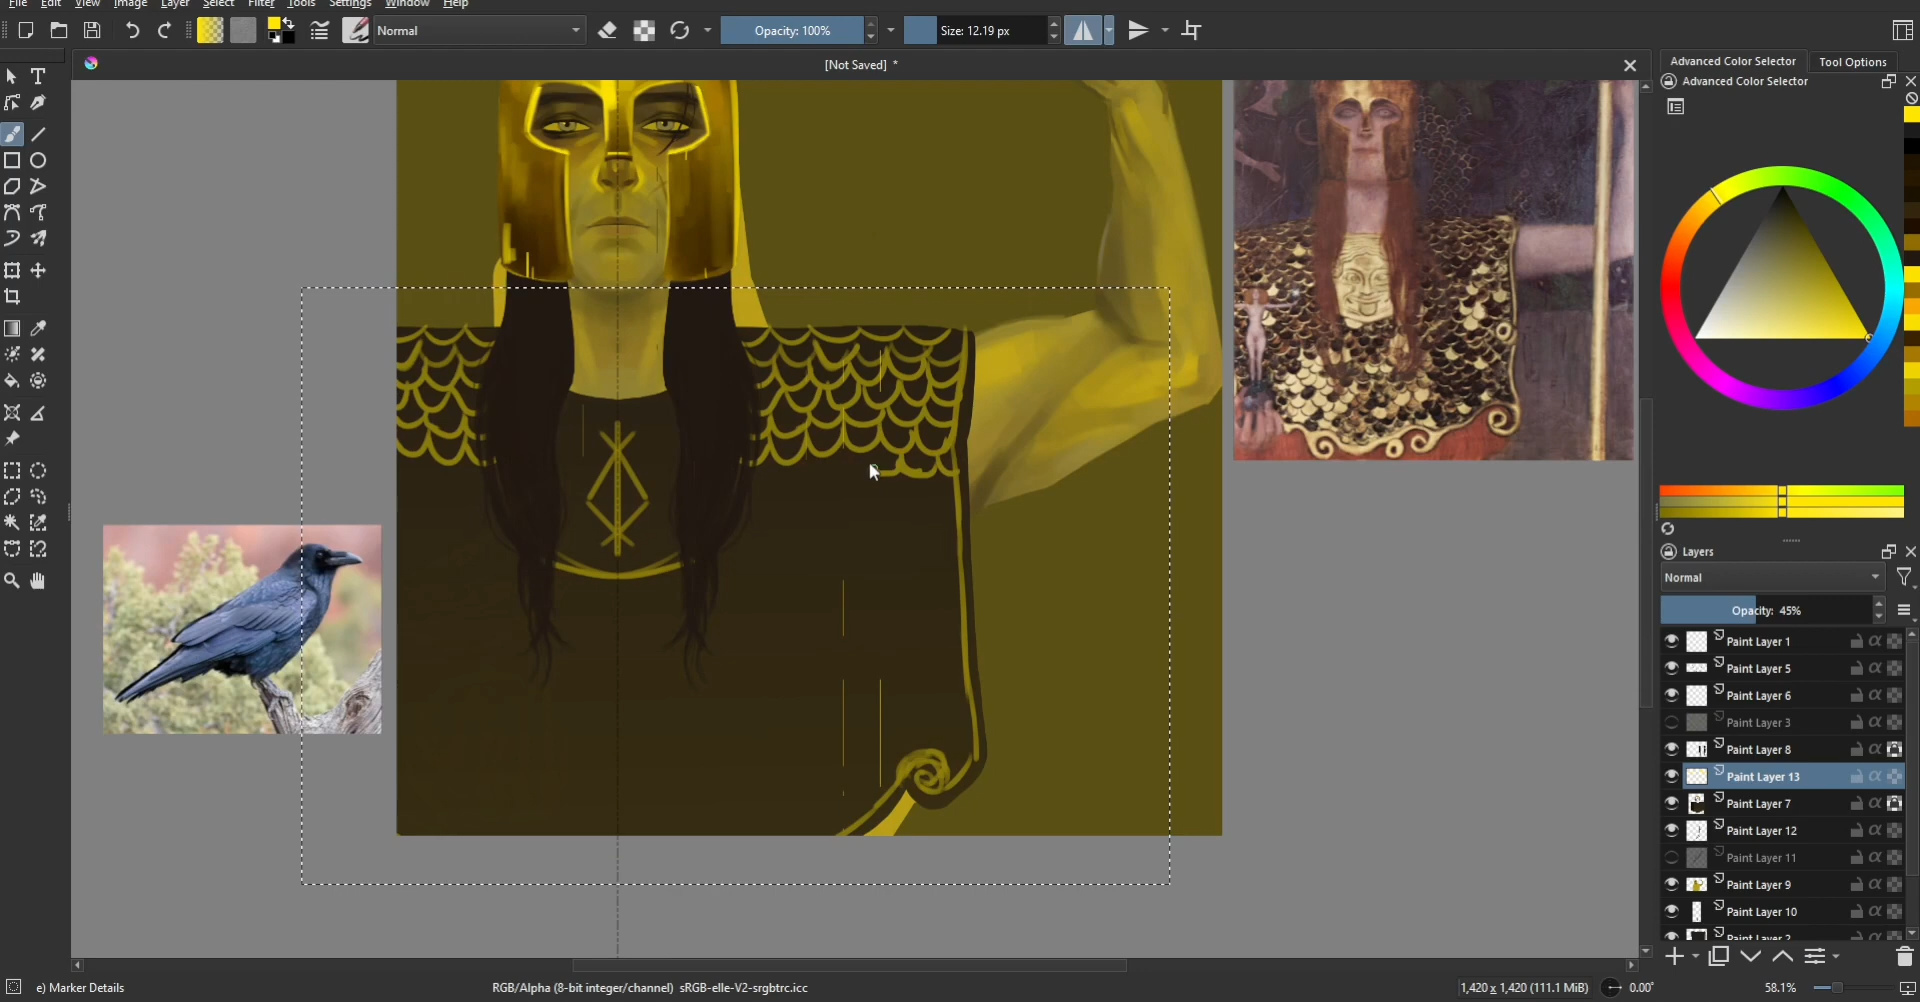 File Edit View Image Layer Select Filter Tools Settings Window Help
Normal
Opacity: 100%
Size: 12.19 px
[Not Saved] *
Advanced Color Selector
Tool Options
Advanced Color Selector
Layers
Normal
Opacity: 45%
Paint Layer 1
Paint Layer 5
Paint Layer 6
Paint Layer 3
Paint Layer 8
Paint Layer 13
Paint Layer 7
Paint Layer 12
Paint Layer 11
Paint Layer 9
Paint Layer 10
Paint Layer 2
e) Marker Details
RGB/Alpha (8-bit integer/channel) sRGB-elle-V2-srgbtrc.icc
1,420 x 1,420 (111.1 MiB)
0.00°
58.1%